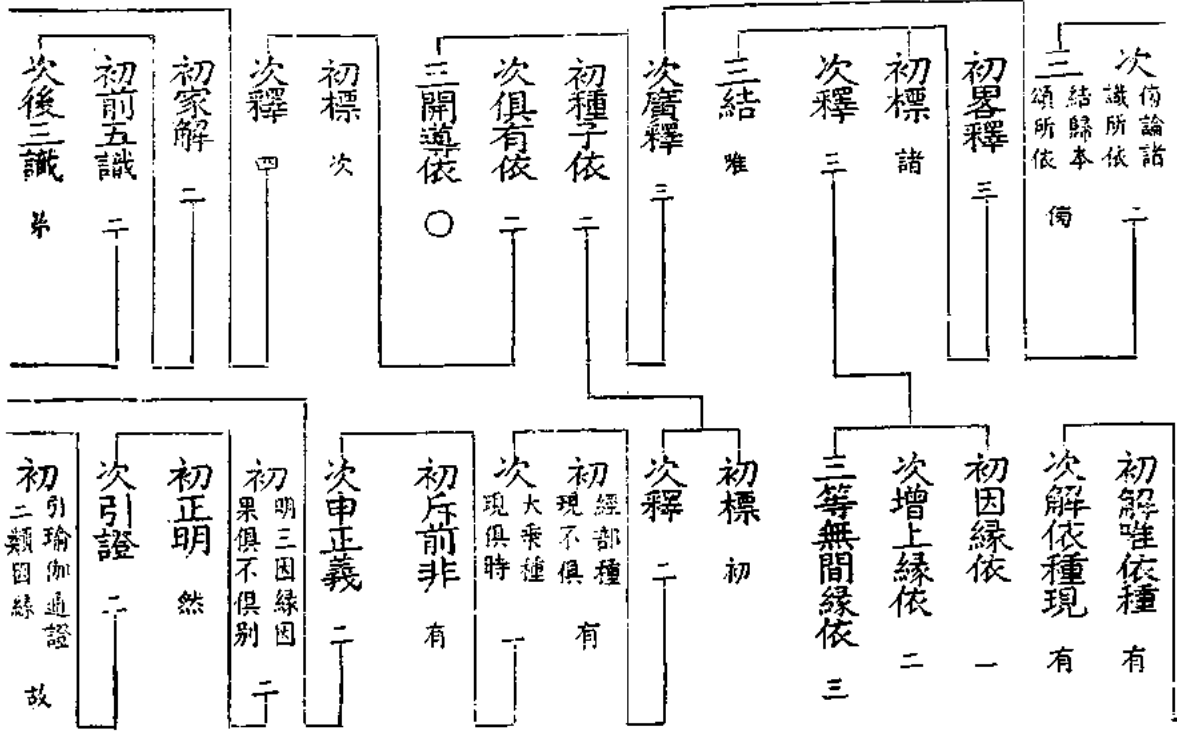 次 傍論諸識所依 二
三 結歸本頌所依 傍
初畧釋 三
初標 諸
次釋 三
三結 唯
次廣釋 三
初種子依 二
次俱有依 二
三開導依 〇
初標 次
次釋 四
初家解 二
初前五識 二
次後三識 弟
初解唯依種 有
次解依種現 有
初因緣依 一
次增上緣依 二
三等無間緣依 三
初標 初
次釋 二
初 經部種現不俱 有
次 大乘種現俱時 一
初斥前非 有
次申正義 二
初 明三因緣因果俱不俱别 二
初正明 然
次引證 二
初 引瑜伽通證二類因緣 故